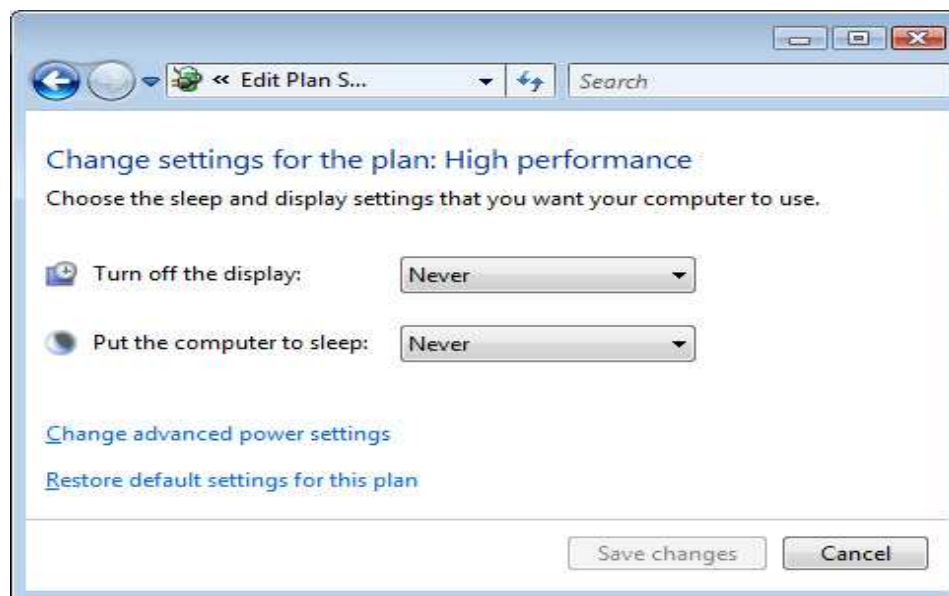 « Edit Plan S...
Search
Change settings for the plan: High performance
Choose the sleep and display settings that you want your computer to use.
Turn off the display: Never
Put the computer to sleep: Never
Change advanced power settings
Restore default settings for this plan
Save changes Cancel